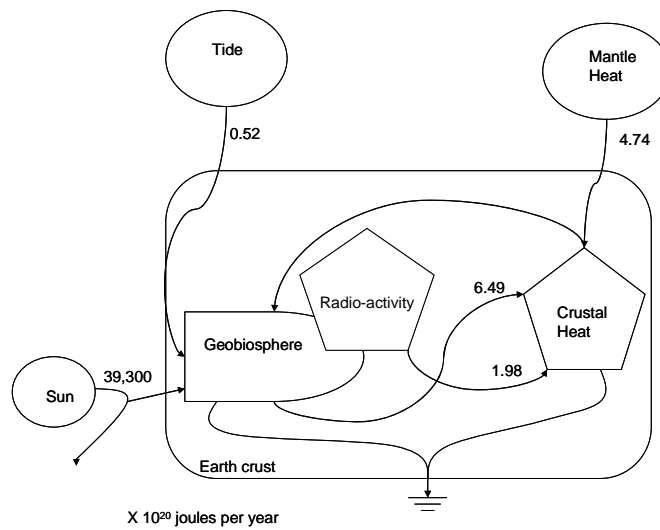 Tide
Mantle
Heat
0.52
4.74
Radio-activity
6.49
Crustal
Heat
Geobiosphere
39,300
1.98
Sun
Earth crust
X 10²⁰ joules per year